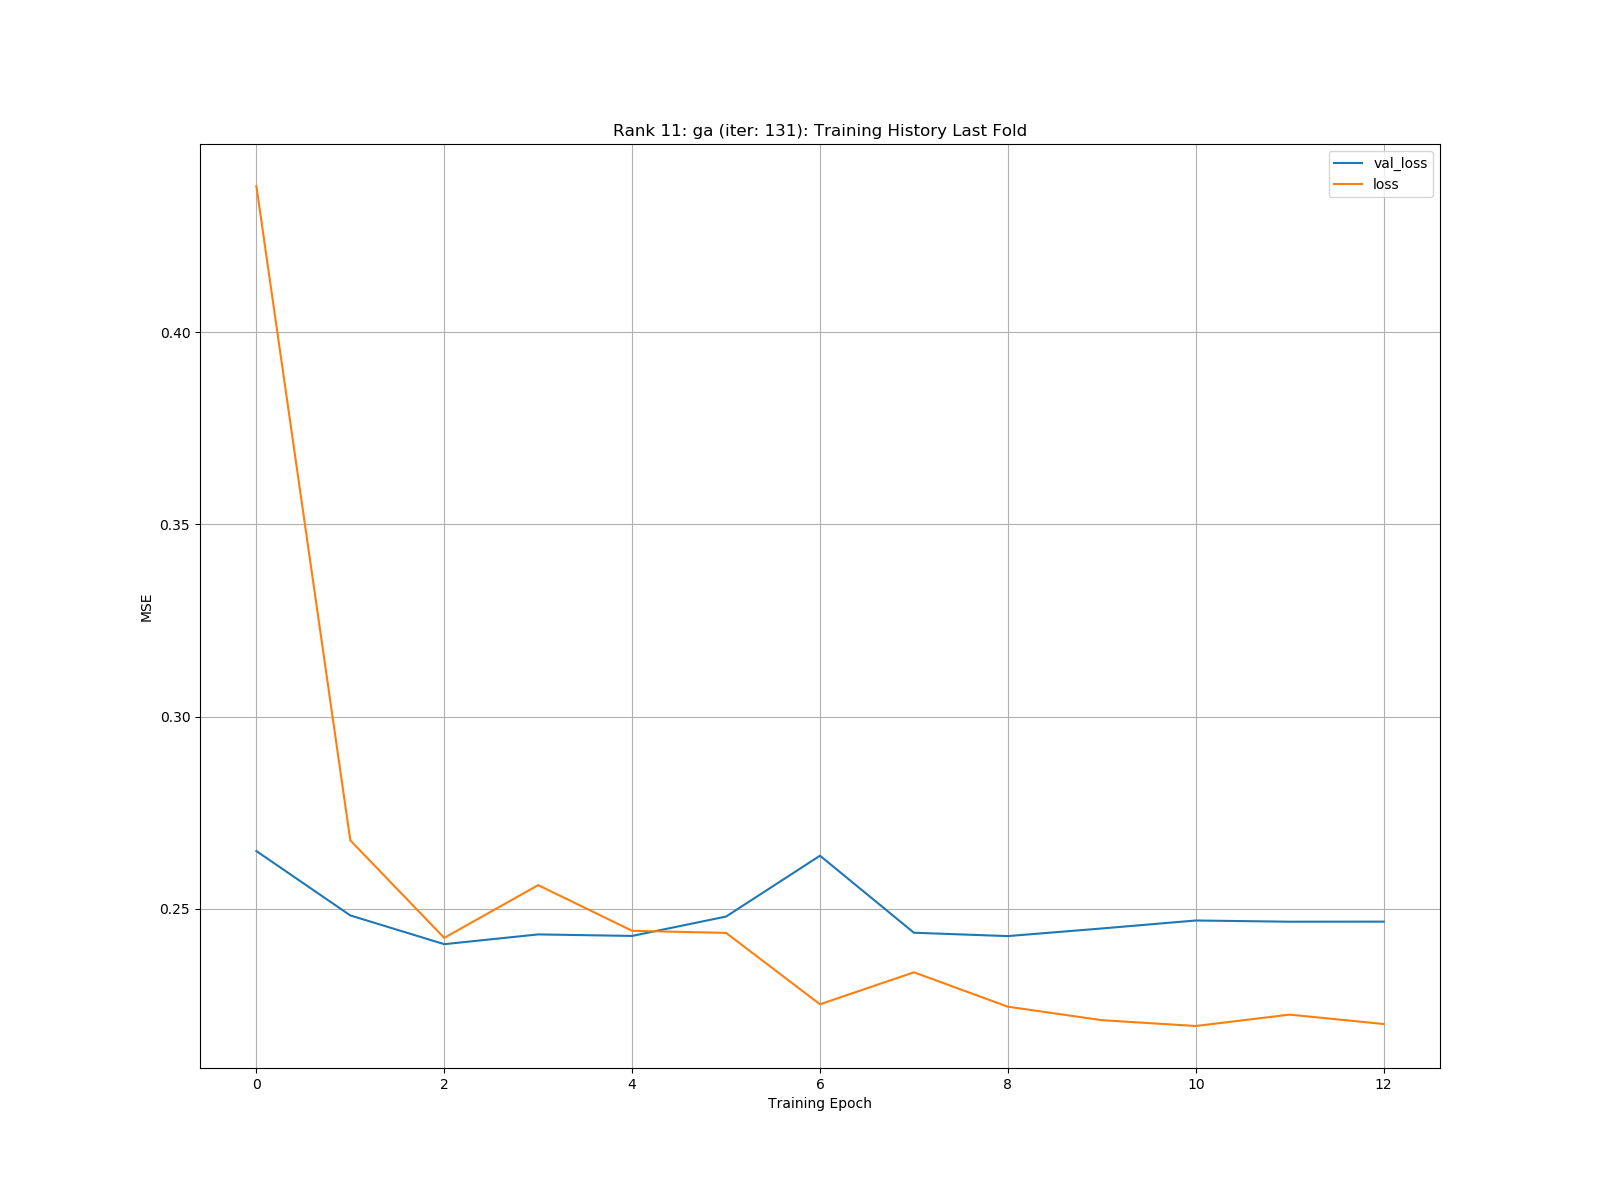 Rank 11: ga (iter: 131): Training History Last Fold
val_loss
loss
0.40
0.35
0.30
0.25
MSE
0 2 4 6 8 10 12
Training Epoch